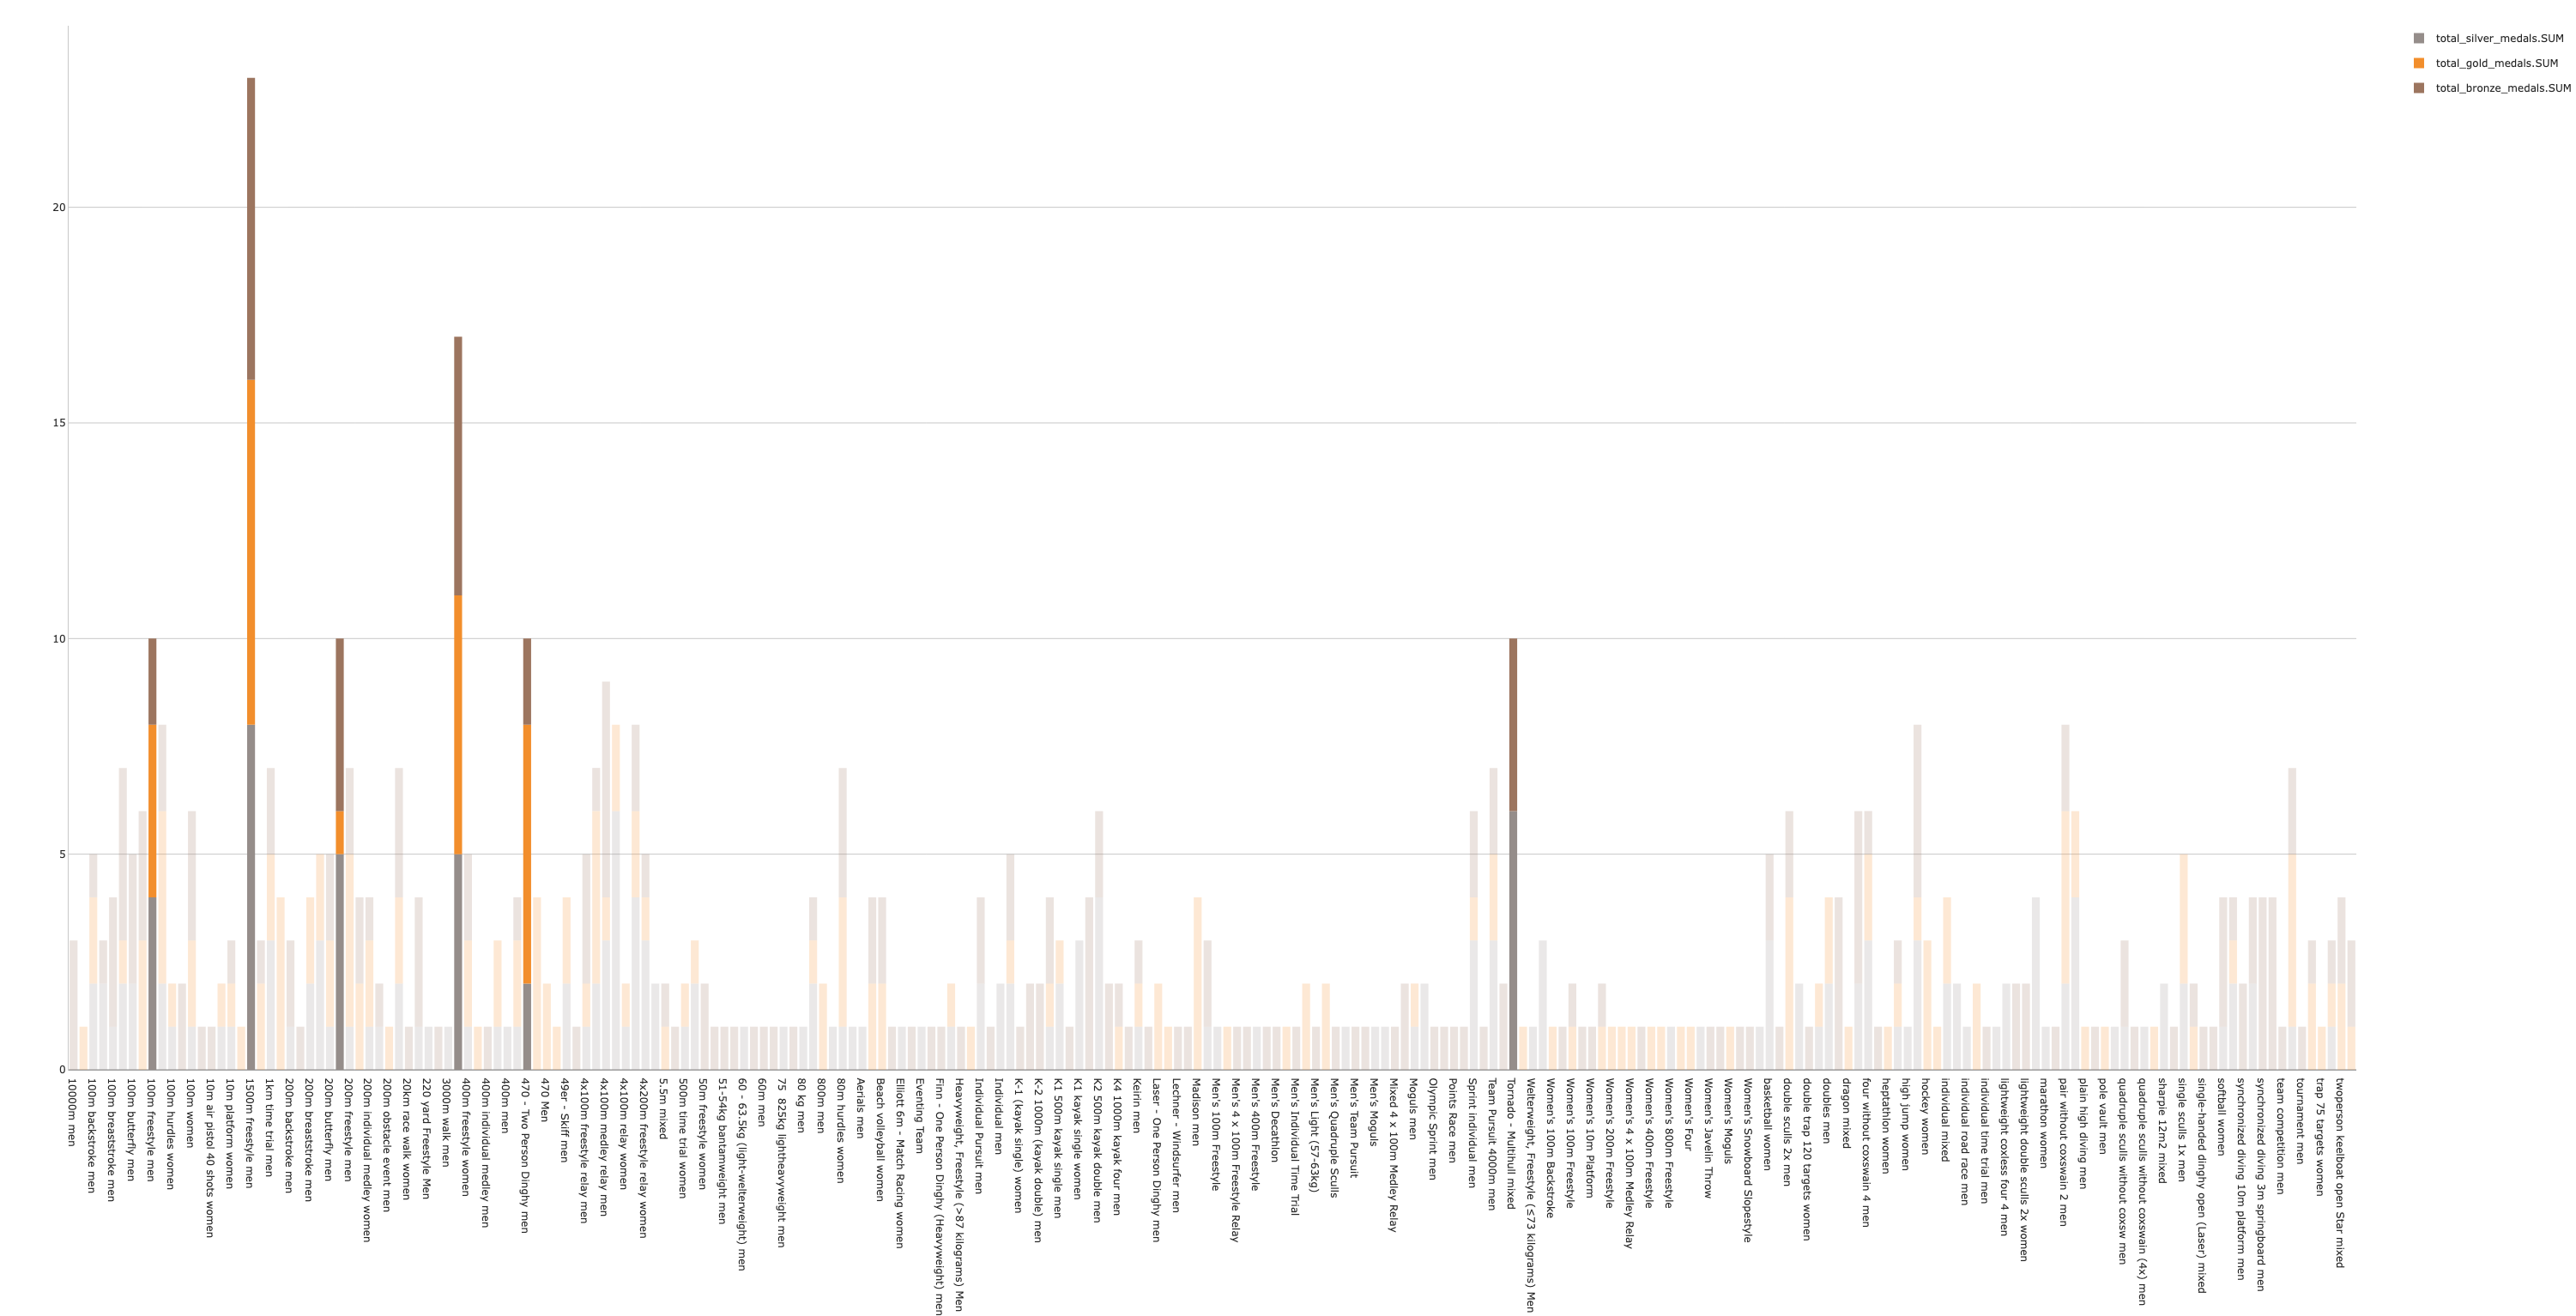 total_silver_medals.SUM
total_gold_medals.SUM
total_bronze_medals.SUM
20
15
10
5
0
10000m men
100m backstroke men
100m breaststroke men
100m butterfly men
100m freestyle men
100m hurdles women
100m women
10m air pistol 40 shots women
10m platform women
1500m freestyle men
1km time trial men
200m backstroke men
200m breaststroke men
200m butterfly men
200m freestyle men
200m individual medley women
200m obstacle event men
20km race walk women
220 yard Freestyle Men
3000m walk men
400m freestyle women
400m individual medley men
400m men
470 - Two Person Dinghy men
470 Men
49er - Skiff men
4x100m freestyle relay men
4x100m medley relay men
4x100m relay women
4x200m freestyle relay women
5.5m mixed
500m time trial women
50m freestyle women
51-54kg bantamweight men
60 - 63.5kg (light-welterweight) men
60m men
75 825kg lightheavyweight men
80 kg men
800m men
80m hurdles women
Aerials men
Beach volleyball women
Elliott 6m - Match Racing women
Eventing Team
Finn - One Person Dinghy (Heavyweight) men
Heavyweight, Freestyle (>87 kilograms) Men
Individual Pursuit men
Individual men
K-1 (kayak single) women
K-2 1000m (kayak double) men
K1 500m kayak single men
K1 kayak single women
K2 500m kayak double men
K4 1000m kayak four men
Keirin men
Laser - One Person Dinghy men
Lechner - Windsurfer men
Madison men
Men's 100m Freestyle
Men's 4 x 100m Freestyle Relay
Men's 400m Freestyle
Men's Decathlon
Men's Individual Time Trial
Men's Light (57-63kg)
Men's Quadruple Sculls
Men's Team Pursuit
Men's Moguls
Mixed 4 x 100m Medley Relay
Moguls men
Olympic Sprint men
Points Race men
Sprint individual men
Team Pursuit 4000m men
Tornado - Multihull mixed
Welterweight, Freestyle (≤73 kilograms) Men
Women's 100m Backstroke
Women's 100m Freestyle
Women's 10m Platform
Women's 200m Freestyle
Women's 4 x 100m Medley Relay
Women's 400m Freestyle
Women's 800m Freestyle
Women's Four
Women's Javelin Throw
Women's Moguls
Women's Snowboard Slopestyle
basketball women
double sculls 2x men
double trap 120 targets women
doubles men
dragon mixed
four without coxswain 4 men
heptathlon women
high jump women
hockey women
individual mixed
individual road race men
individual time trial men
lightweight coxless four 4 men
lightweight double sculls 2x women
marathon women
pair without coxswain 2 men
plain high diving men
pole vault men
quadruple sculls without coxsw men
quadruple sculls without coxswain (4x) men
sharpie 12m2 mixed
single sculls 1x men
single-handed dinghy open (Laser) mixed
softball women
synchronized diving 10m platform men
synchronized diving 3m springboard men
team competition men
tournament men
trap 75 targets women
twoperson keelboat open Star mixed